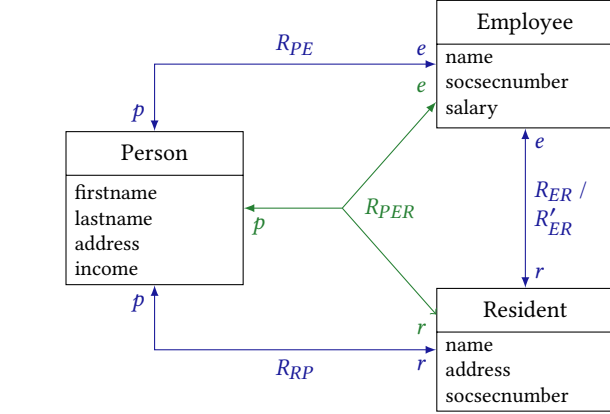 Employee
name
socsecnumber
salary
R_PE
e
e
p
Person
firstname
lastname
address
income
p
R_PER
e
R_ER /
R′_ER
r
p
Resident
name
address
socsecnumber
r
r
R_RP